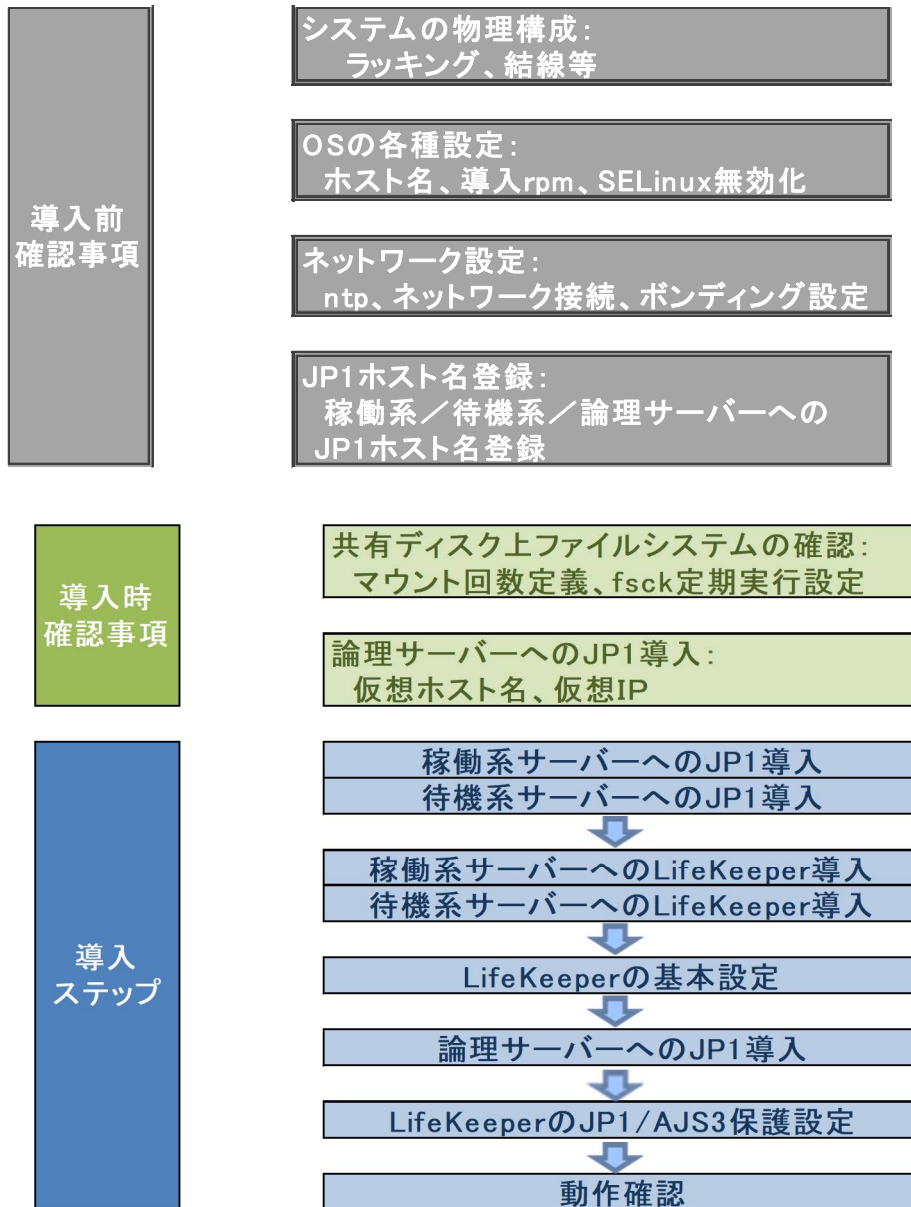 導入前
確認事項
システムの物理構成:
ラッキング、結線等
OSの各種設定:
ホスト名、導入rpm、SELinux無効化
ネットワーク設定:
ntp、ネットワーク接続、ボンディング設定
JP1ホスト名登録:
稼働系／待機系／論理サーバーへの
JP1ホスト名登録
導入時
確認事項
共有ディスク上ファイルシステムの確認:
マウント回数定義、fsck定期実行設定
論理サーバーへのJP1導入:
仮想ホスト名、仮想IP
導入
ステップ
稼働系サーバーへのJP1導入
待機系サーバーへのJP1導入
稼働系サーバーへのLifeKeeper導入
待機系サーバーへのLifeKeeper導入
LifeKeeperの基本設定
論理サーバーへのJP1導入
LifeKeeperのJP1/AJS3保護設定
動作確認